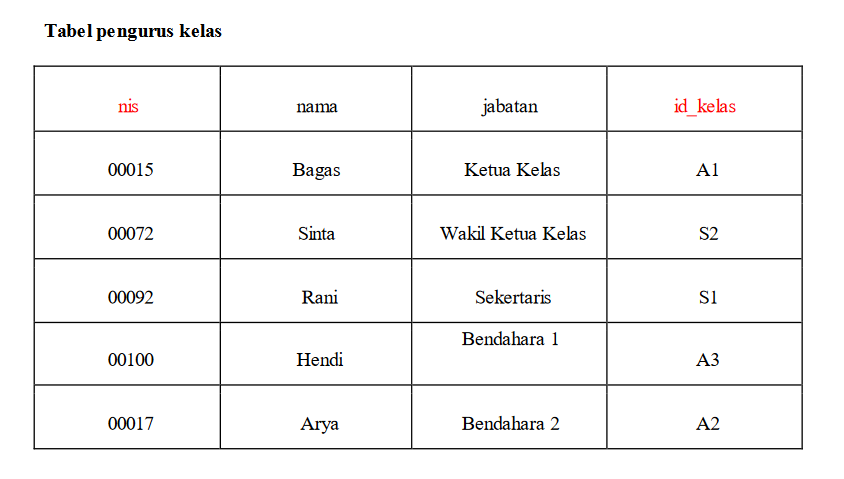 Tabel pengurus kelas
nis nama jabatan id_kelas
00015 Bagas Ketua Kelas A1
00072 Sinta Wakil Ketua Kelas S2
00092 Rani Sekertaris S1
00100 Hendi Bendahara 1 A3
00017 Arya Bendahara 2 A2